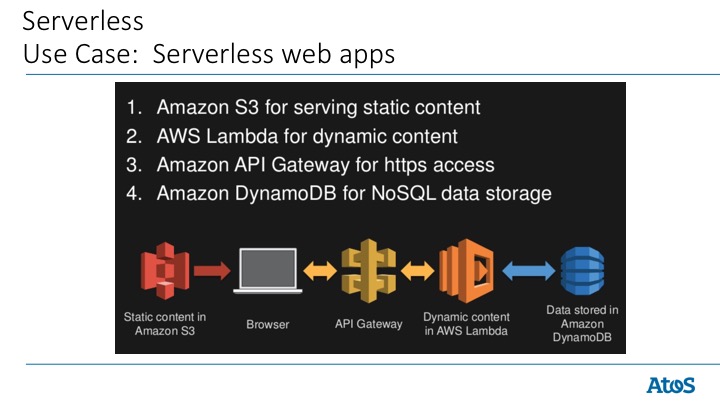 Serverless
Use Case:  Serverless web apps
1. Amazon S3 for serving static content
2. AWS Lambda for dynamic content
3. Amazon API Gateway for https access
4. Amazon DynamoDB for NoSQL data storage
Static content in
Amazon S3
Browser
API Gateway
Dynamic content
in AWS Lambda
Data stored in
Amazon
DynamoDB
Atos